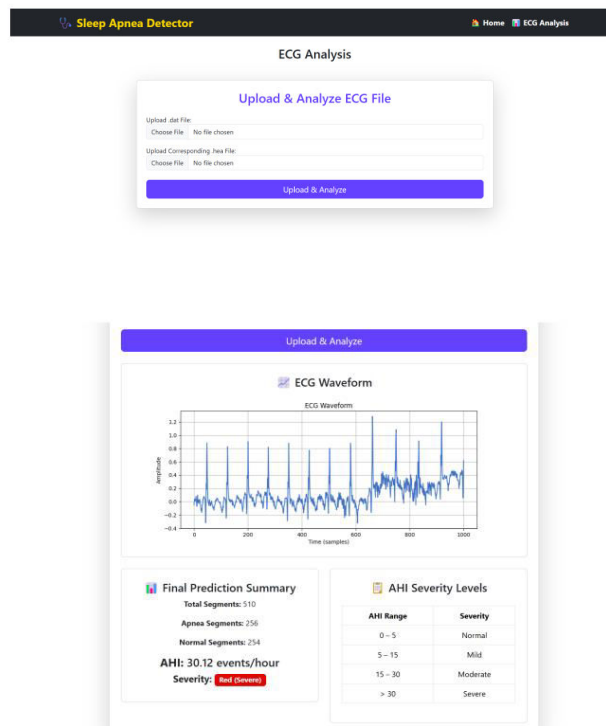 Sleep Apnea Detector
Home ECG Analysis
ECG Analysis
Upload & Analyze ECG File
Upload .dat File:
Choose File No file chosen
Upload Corresponding .hea File:
Choose File No file chosen
Upload & Analyze
Upload & Analyze
ECG Waveform
ECG Waveform
1.2
1.0
0.8
0.6
0.4
0.2
0.0
−0.2
−0.4
Amplitude
0 200 400 600 800 1000
Time (samples)
Final Prediction Summary
Total Segments: 510
Apnea Segments: 256
Normal Segments: 254
AHI: 30.12 events/hour
Severity: Red (Severe)
AHI Severity Levels
AHI Range Severity
0 – 5 Normal
5 – 15 Mild
15 – 30 Moderate
> 30 Severe